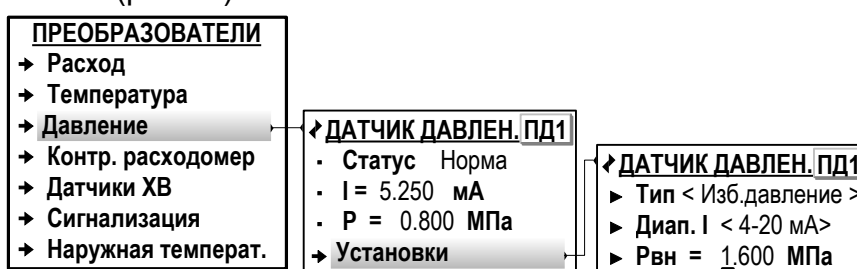 ПРЕОБРАЗОВАТЕЛИ
Расход
Температура
Давление
Контр. расходомер
Датчики ХВ
Сигнализация
Наружная температ.
ДАТЧИК ДАВЛЕН. ПД1
Статус Норма
I = 5.250 мА
P = 0.800 МПа
Установки
ДАТЧИК ДАВЛЕН. ПД1
Тип < Изб.давление >
Диап. I < 4-20 мА>
Рвн = 1.600 МПа